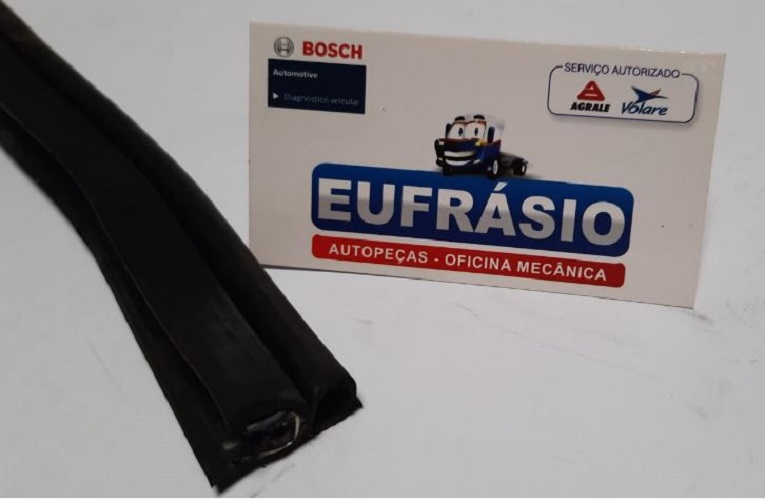 BOSCH
Automotive
Diagnóstico veicular
SERVIÇO AUTORIZADO
AGRALE Volare
EUFRÁSIO
AUTOPEÇAS - OFICINA MECÂNICA